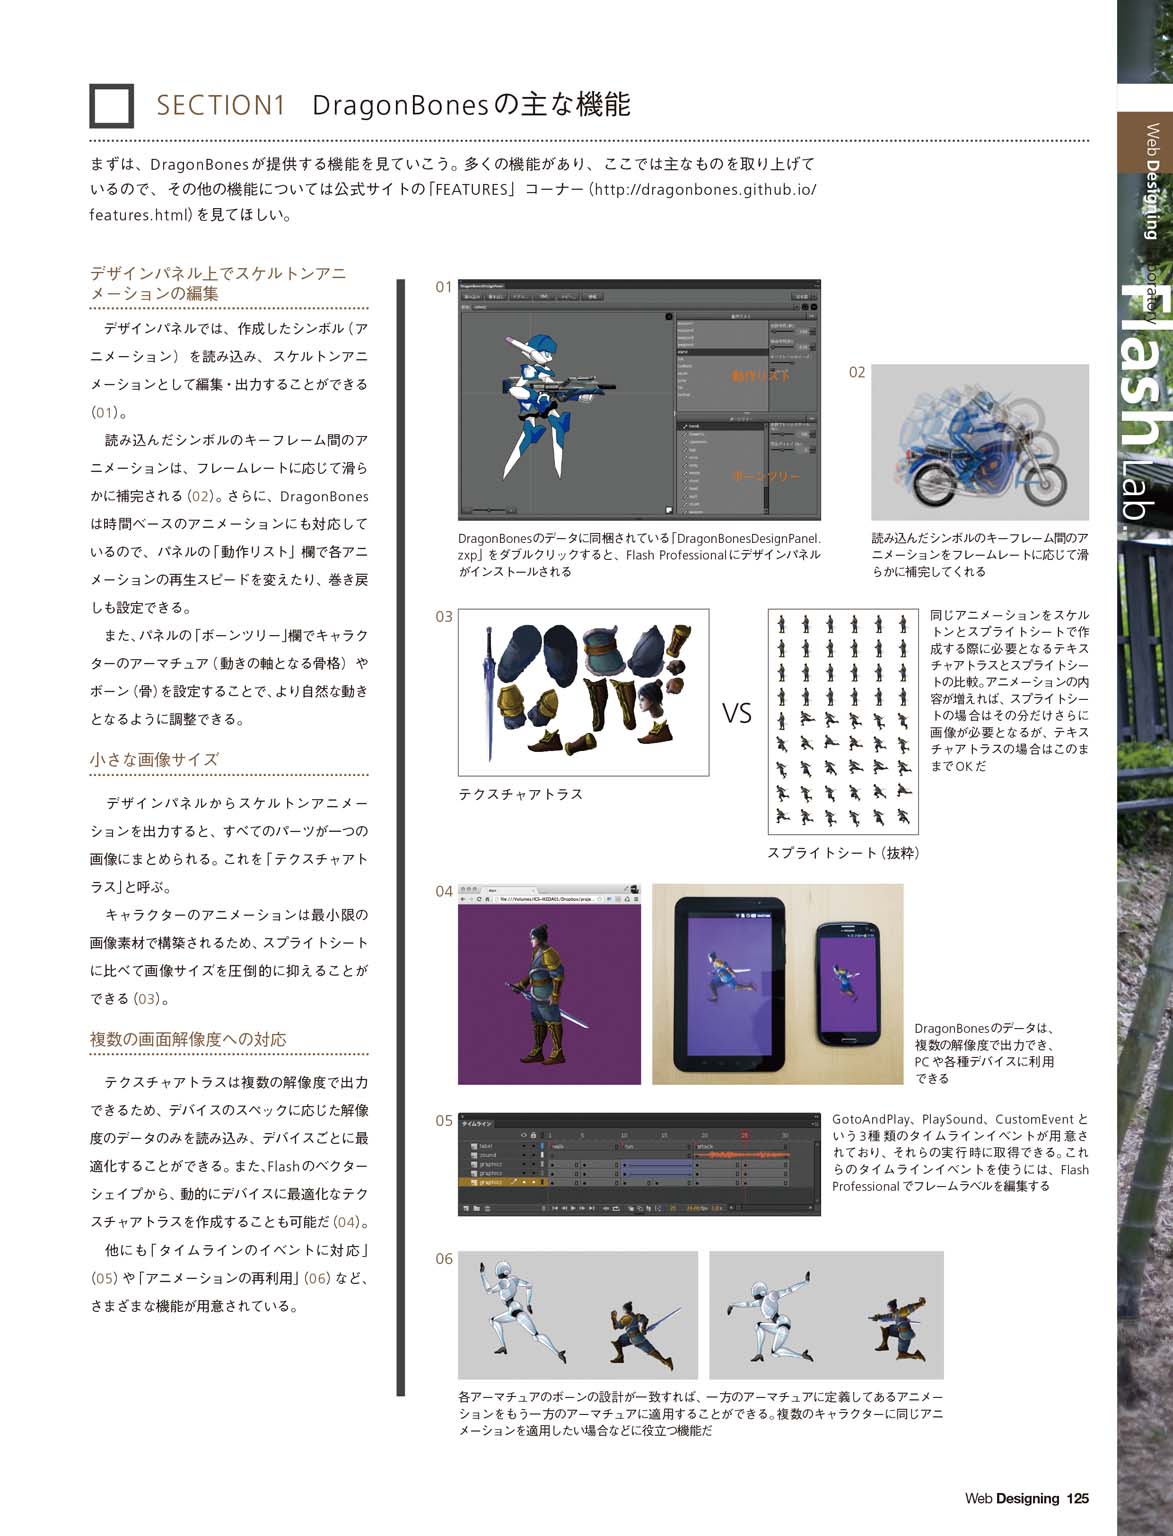 SECTION1 DragonBonesの主な機能
まずは、DragonBonesが提供する機能を見ていこう。多くの機能があり、ここでは主なものを取り上げて
いるので、その他の機能については公式サイトの「FEATURES」コーナー(http://dragonbones.github.io/
features.html)を見てほしい。
デザインパネル上でスケルトンアニ
メーションの編集
デザインパネルでは、作成したシンボル(ア
ニメーション)を読み込み、スケルトンアニ
メーションとして編集・出力することができる
(01)。
読み込んだシンボルのキーフレーム間のア
ニメーションは、フレームレートに応じて滑ら
かに補完される(02)。さらに、DragonBones
は時間ベースのアニメーションにも対応して
いるので、パネルの「動作リスト」欄で各アニ
メーションの再生スピードを変えたり、巻き戻
しも設定できる。
また、パネルの「ボーンツリー」欄でキャラク
ターのアーマチュア(動きの軸となる骨格)や
ボーン(骨)を設定することで、より自然な動き
となるように調整できる。
小さな画像サイズ
デザインパネルからスケルトンアニメー
ションを出力すると、すべてのパーツが一つの
画像にまとめられる。これを「テクスチャアト
ラス」と呼ぶ。
キャラクターのアニメーションは最小限の
画像素材で構築されるため、スプライトシート
に比べて画像サイズを圧倒的に抑えることが
できる(03)。
複数の画面解像度への対応
テクスチャアトラスは複数の解像度で出力
できるため、デバイスのスペックに応じた解像
度のデータのみを読み込み、デバイスごとに最
適化することができる。また、Flashのベクター
シェイプから、動的にデバイスに最適化なテク
スチャアトラスを作成することも可能だ(04)。
他にも「タイムラインのイベントに対応」
(05)や「アニメーションの再利用」(06)など、
さまざまな機能が用意されている。
01
動作リスト
ボーンツリー
DragonBonesのデータに同梱されている「DragonBonesDesignPanel.
zxp」をダブルクリックすると、Flash Professionalにデザインパネル
がインストールされる
02
読み込んだシンボルのキーフレーム間のア
ニメーションをフレームレートに応じて滑
らかに補完してくれる
03
VS
テクスチャアトラス
スプライトシート(抜粋)
同じアニメーションをスケル
トンとスプライトシートで作
成する際に必要となるテキス
チャアトラスとスプライトシー
トの比較。アニメーションの内
容が増えれば、スプライトシー
トの場合はその分だけさらに
画像が必要となるが、テキス
チャアトラスの場合はこのま
までOKだ
04
DragonBonesのデータは、
複数の解像度で出力でき、
PCや各種デバイスに利用
できる
05
タイムライン
label
sound
graphics
graphics
graphics
walk
run
attack
1 5 10 15 20 25 30
GotoAndPlay、PlaySound、CustomEventと
いう3種類のタイムラインイベントが用意さ
れており、それらの実行時に取得できる。これ
らのタイムラインイベントを使うには、Flash
Professionalでフレームラベルを編集する
06
各アーマチュアのボーンの設計が一致すれば、一方のアーマチュアに定義してあるアニメー
ションをもう一方のアーマチュアに適用することができる。複数のキャラクターに同じアニ
メーションを適用したい場合などに役立つ機能だ
Web Designing
Flash Lab.
Web Designing 125